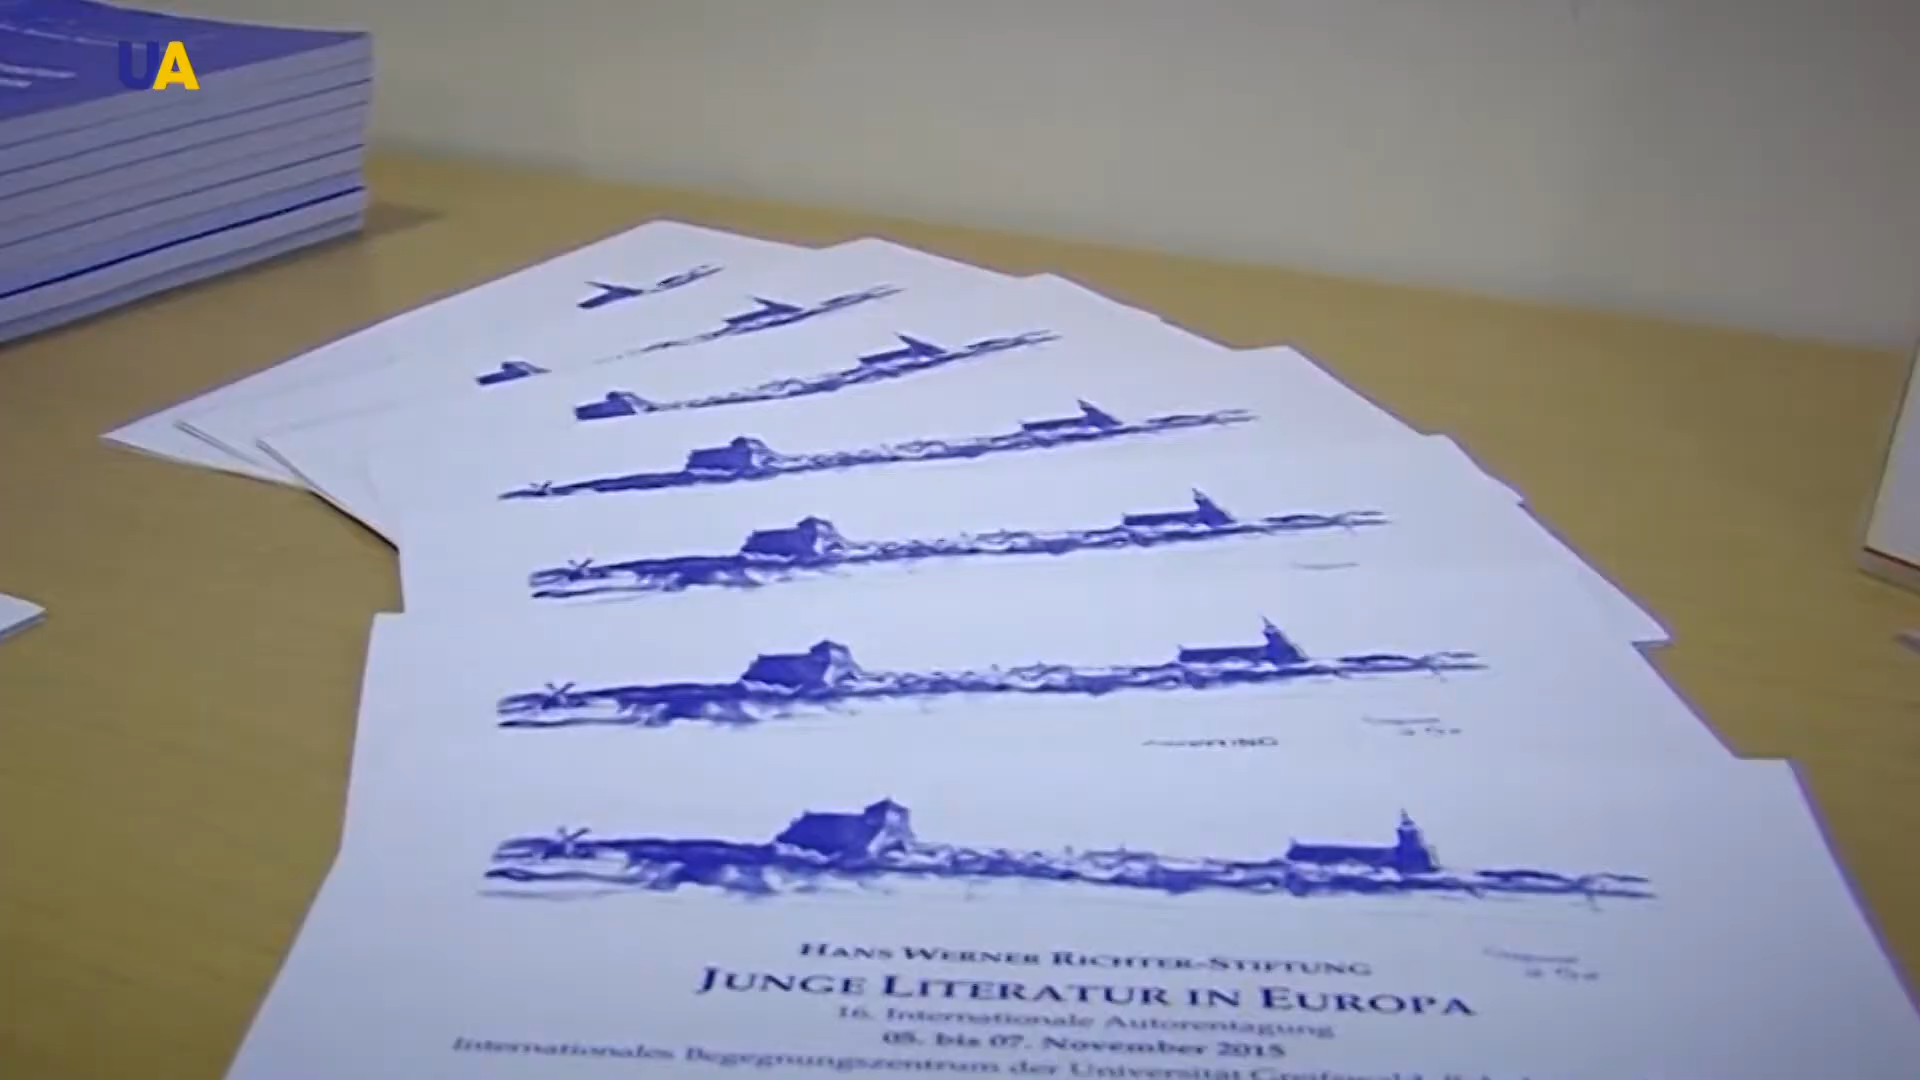 UA
HANS WERNER RICHTER-STIFTUNG
JUNGE LITERATUR IN EUROPA
16. Internationale Autorentagung
05. bis 07. November 2015
Internationales Begegnungszentrum der Universität Greifswald